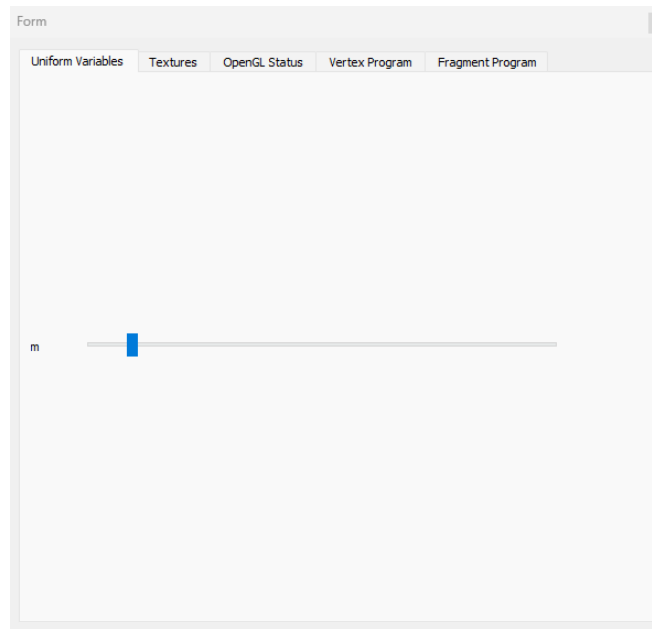 Form
Uniform Variables Textures OpenGL Status Vertex Program Fragment Program
m